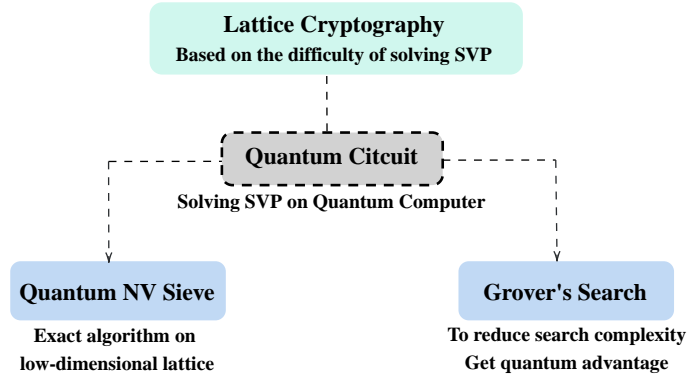 Lattice Cryptography
Based on the difficulty of solving SVP
Quantum Citcuit
Solving SVP on Quantum Computer
Quantum NV Sieve
Exact algorithm on
low-dimensional lattice
Grover's Search
To reduce search complexity
Get quantum advantage